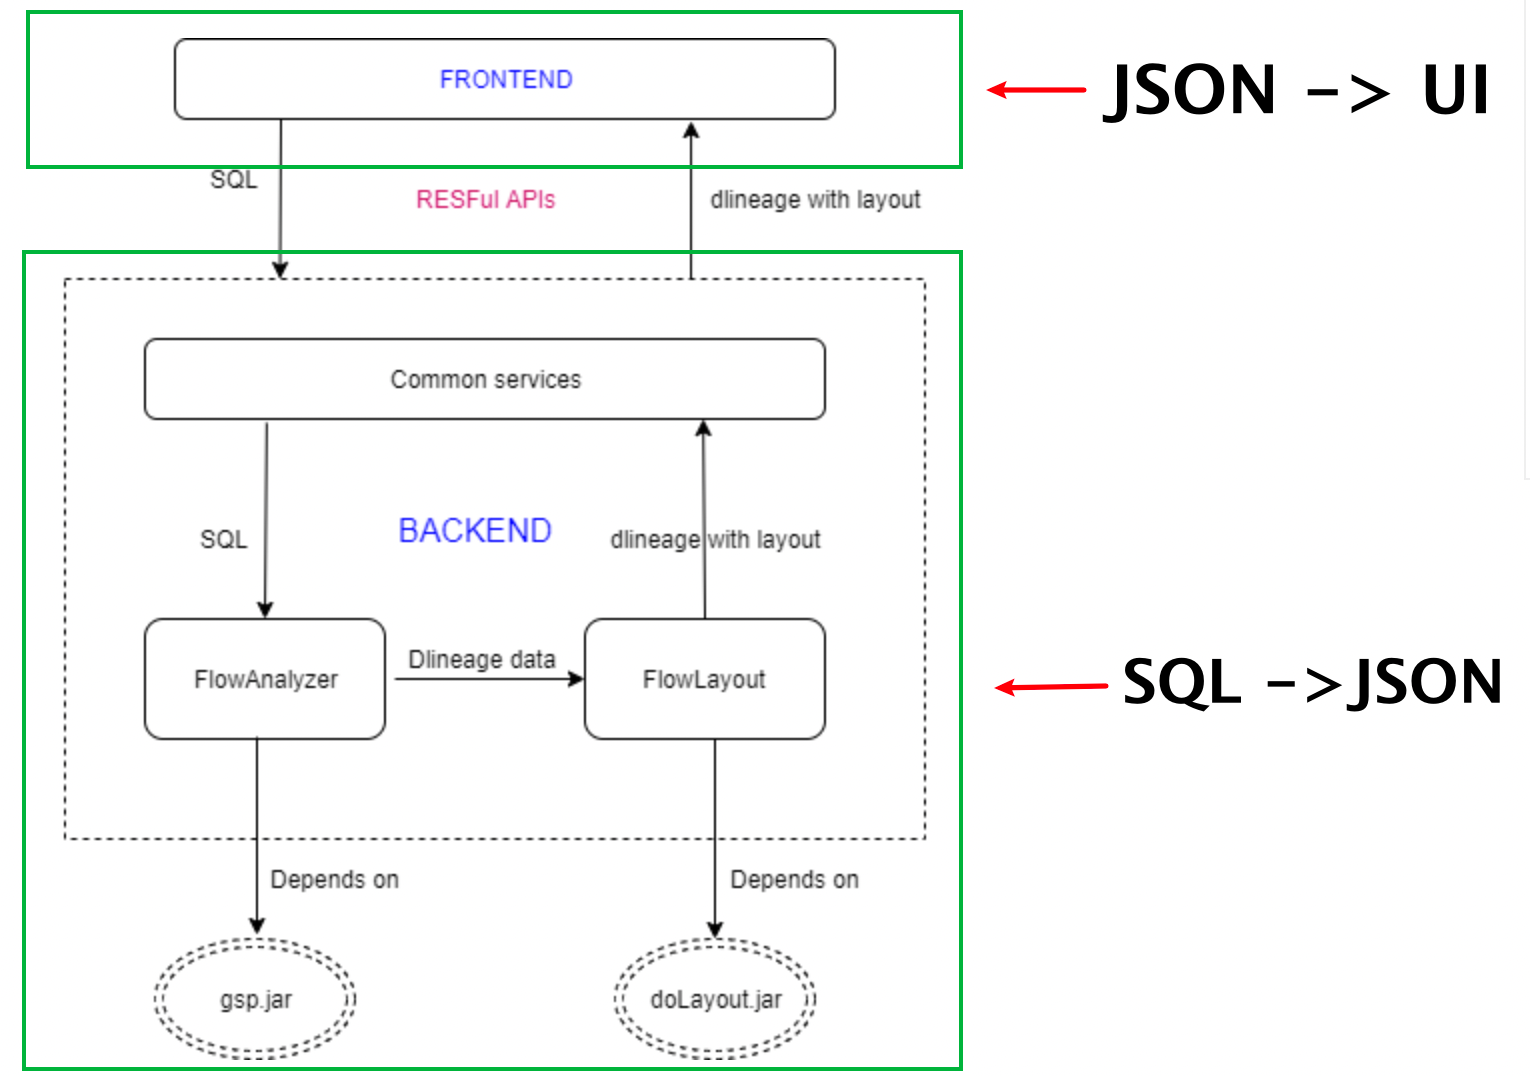 FRONTEND
JSON -> UI
SQL
RESFul APIs
dlineage with layout
Common services
SQL
BACKEND
dlineage with layout
FlowAnalyzer
Dlineage data
FlowLayout
SQL ->JSON
Depends on
Depends on
gsp.jar
doLayout.jar